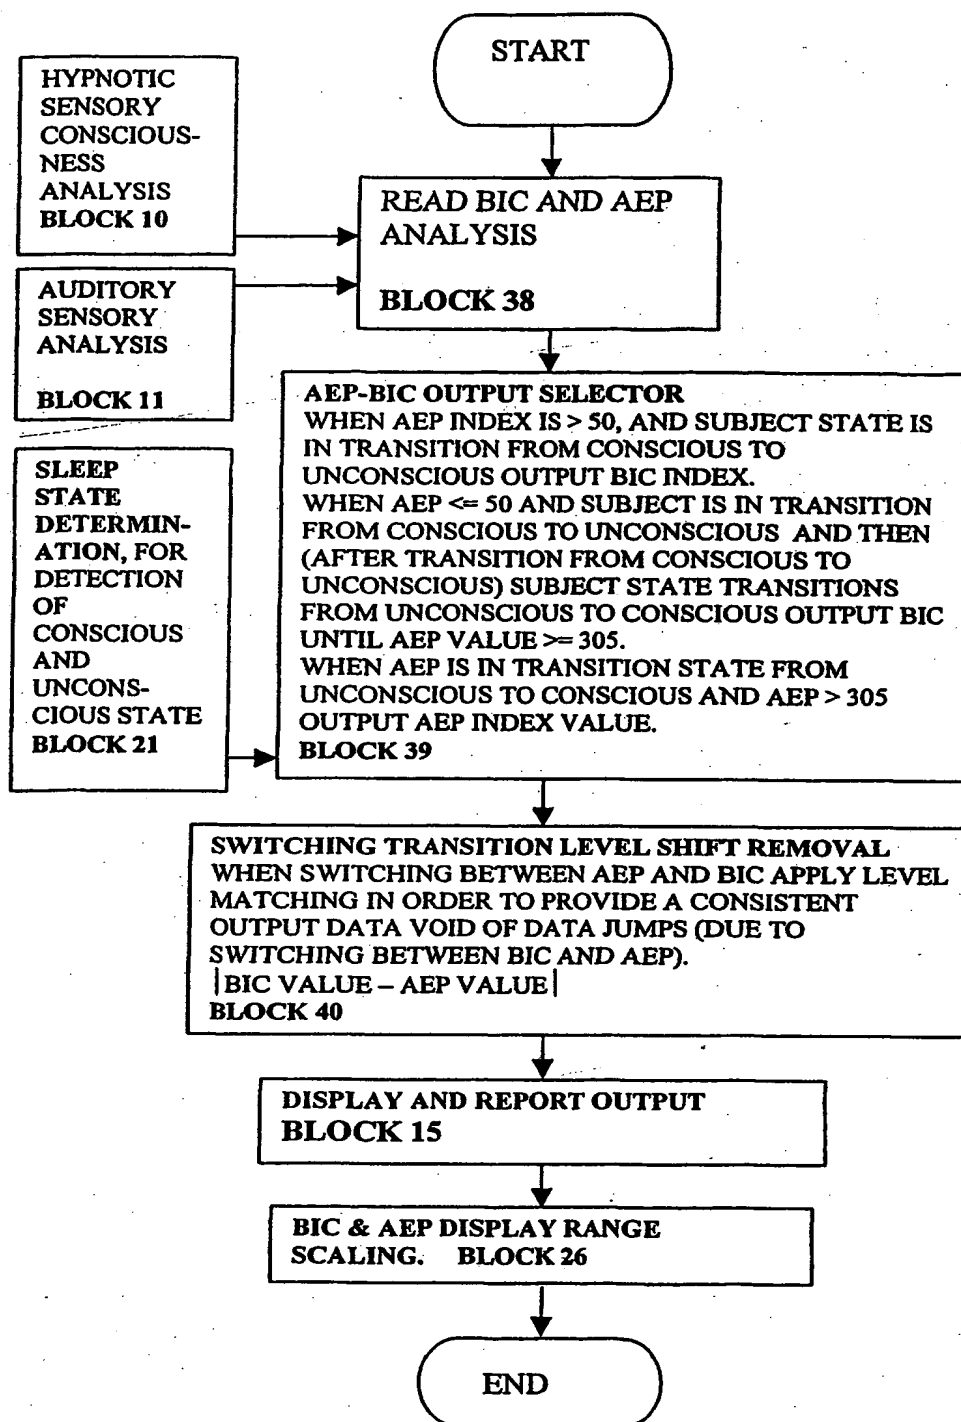 START
HYPNOTIC
SENSORY
CONSCIOUS-
NESS
ANALYSIS
BLOCK 10
READ BIC AND AEP
ANALYSIS
BLOCK 38
AUDITORY
SENSORY
ANALYSIS
BLOCK 11
AEP-BIC OUTPUT SELECTOR
WHEN AEP INDEX IS > 50, AND SUBJECT STATE IS
IN TRANSITION FROM CONSCIOUS TO
UNCONSCIOUS OUTPUT BIC INDEX.
WHEN AEP <= 50 AND SUBJECT IS IN TRANSITION
FROM CONSCIOUS TO UNCONSCIOUS AND THEN
(AFTER TRANSITION FROM CONSCIOUS TO
UNCONSCIOUS) SUBJECT STATE TRANSITIONS
FROM UNCONSCIOUS TO CONSCIOUS OUTPUT BIC
UNTIL AEP VALUE >= 305.
WHEN AEP IS IN TRANSITION STATE FROM
UNCONSCIOUS TO CONSCIOUS AND AEP > 305
OUTPUT AEP INDEX VALUE.
BLOCK 39
SLEEP
STATE
DETERMIN-
ATION, FOR
DETECTION
OF
CONSCIOUS
AND
UNCONS-
CIOUS STATE
BLOCK 21
SWITCHING TRANSITION LEVEL SHIFT REMOVAL
WHEN SWITCHING BETWEEN AEP AND BIC APPLY LEVEL
MATCHING IN ORDER TO PROVIDE A CONSISTENT
OUTPUT DATA VOID OF DATA JUMPS (DUE TO
SWITCHING BETWEEN BIC AND AEP).
|BIC VALUE – AEP VALUE|
BLOCK 40
DISPLAY AND REPORT OUTPUT
BLOCK 15
BIC & AEP DISPLAY RANGE
SCALING. BLOCK 26
END